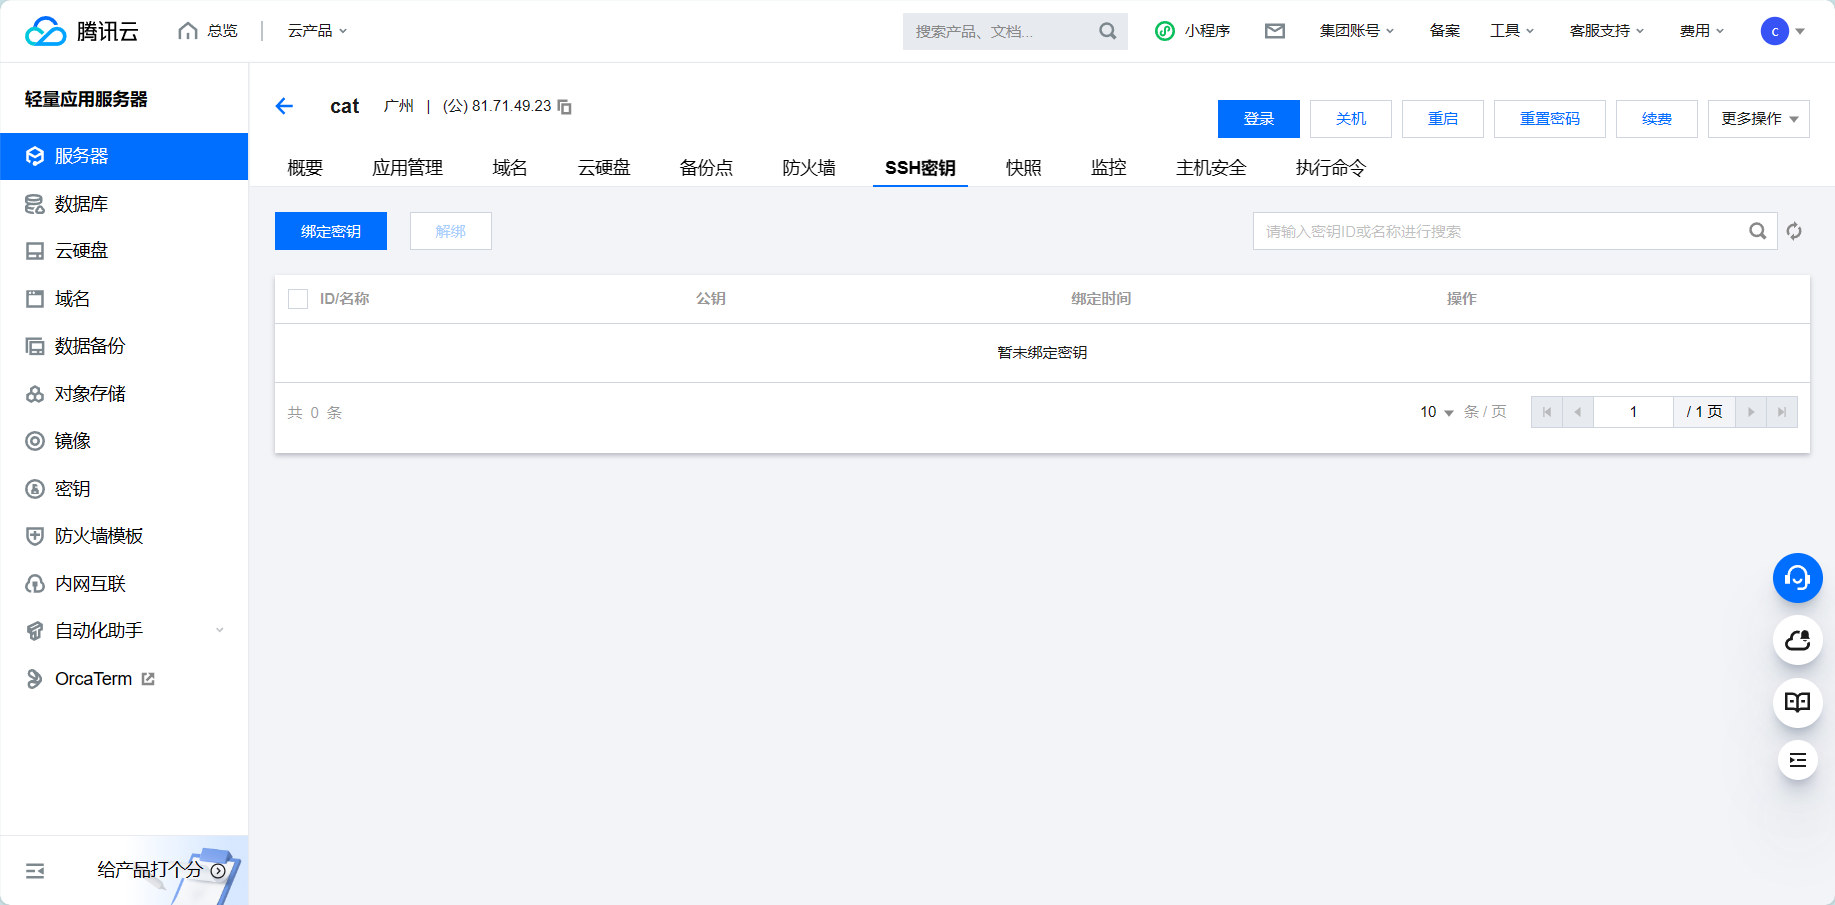 腾讯云 总览 云产品 搜索产品、文档... 小程序 集团账号 备案 工具 客服支持 费用 c
轻量应用服务器
服务器
数据库
云硬盘
域名
数据备份
对象存储
镜像
密钥
防火墙模板
内网互联
自动化助手
OrcaTerm
给产品打个分
cat 广州 | (公) 81.71.49.23
登录 关机 重启 重置密码 续费 更多操作
概要 应用管理 域名 云硬盘 备份点 防火墙 SSH密钥 快照 监控 主机安全 执行命令
绑定密钥 解绑 请输入密钥ID或名称进行搜索
ID/名称 公钥 绑定时间 操作
暂未绑定密钥
共 0 条 10 条 / 页 1 / 1 页